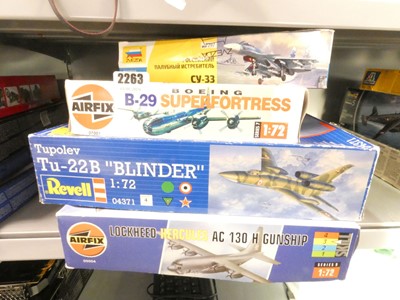 ПАЛУБНЫЙ ИСТРЕБИТЕЛЬ
2263
СУ-33
BOEING
AIRFIX
B-29 SUPERFORTRESS
1:72
Tupolev
Tu-22B "BLINDER"
Revell
1:72
04371
AIRFIX
LOCKHEED HERCULES AC 130 H GUNSHIP
1:72